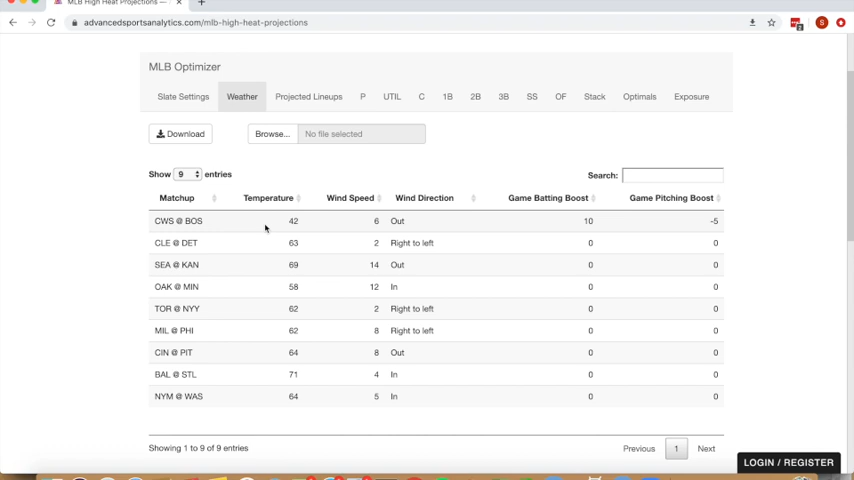 MLB High Heat Projections —
advancedsportsanalytics.com/mlb-high-heat-projections
S
2
MLB Optimizer
Slate Settings Weather Projected Lineups P UTIL C 1B 2B 3B SS OF Stack Optimals Exposure
Download Browse... No file selected
Show 9 entries Search:
Matchup Temperature Wind Speed Wind Direction Game Batting Boost Game Pitching Boost
CWS @ BOS 42 6 Out 10 -5
CLE @ DET 63 2 Right to left 0 0
SEA @ KAN 69 14 Out 0 0
OAK @ MIN 58 12 In 0 0
TOR @ NYY 62 2 Right to left 0 0
MIL @ PHI 62 8 Right to left 0 0
CIN @ PIT 64 8 Out 0 0
BAL @ STL 71 4 In 0 0
NYM @ WAS 64 5 In 0 0
Showing 1 to 9 of 9 entries Previous 1 Next
LOGIN / REGISTER